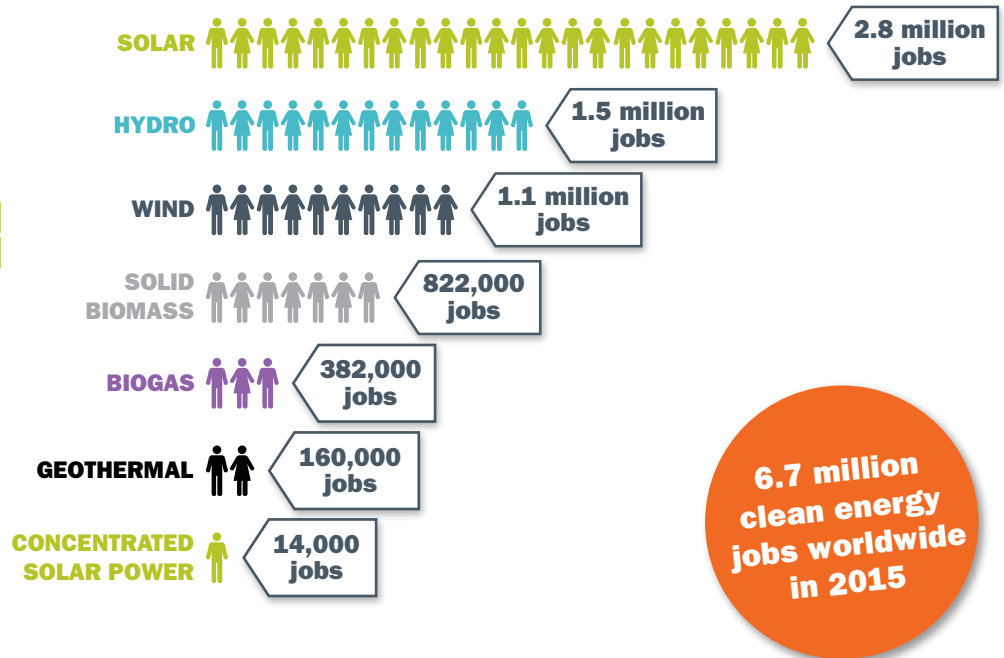 SOLAR
2.8 million
jobs
HYDRO
1.5 million
jobs
WIND
1.1 million
jobs
SOLID
BIOMASS
822,000
jobs
BIOGAS
382,000
jobs
GEOTHERMAL
160,000
jobs
CONCENTRATED
SOLAR POWER
14,000
jobs
6.7 million
clean energy
jobs worldwide
in 2015